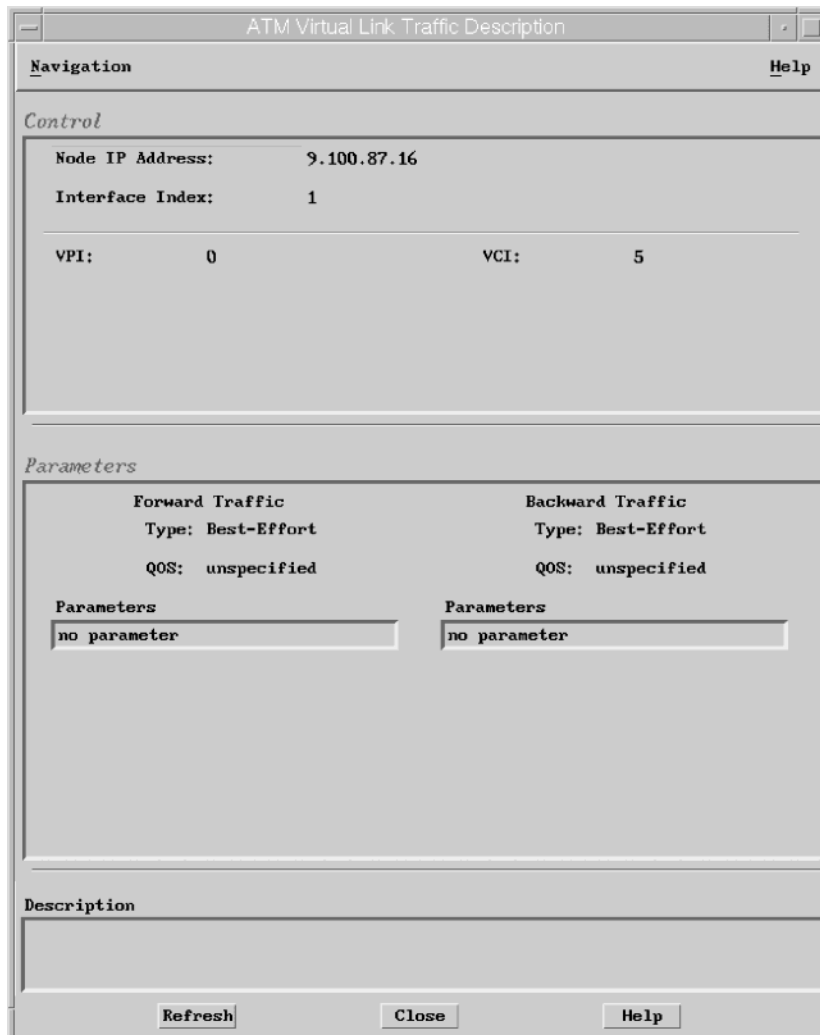 ATM Virtual Link Traffic Description
Navigation Help
Control
Node IP Address: 9.100.87.16
Interface Index: 1
VPI: 0 VCI: 5
Parameters
Forward Traffic Backward Traffic
Type: Best-Effort Type: Best-Effort
QOS: unspecified QOS: unspecified
Parameters Parameters
no parameter no parameter
Description
Refresh Close Help